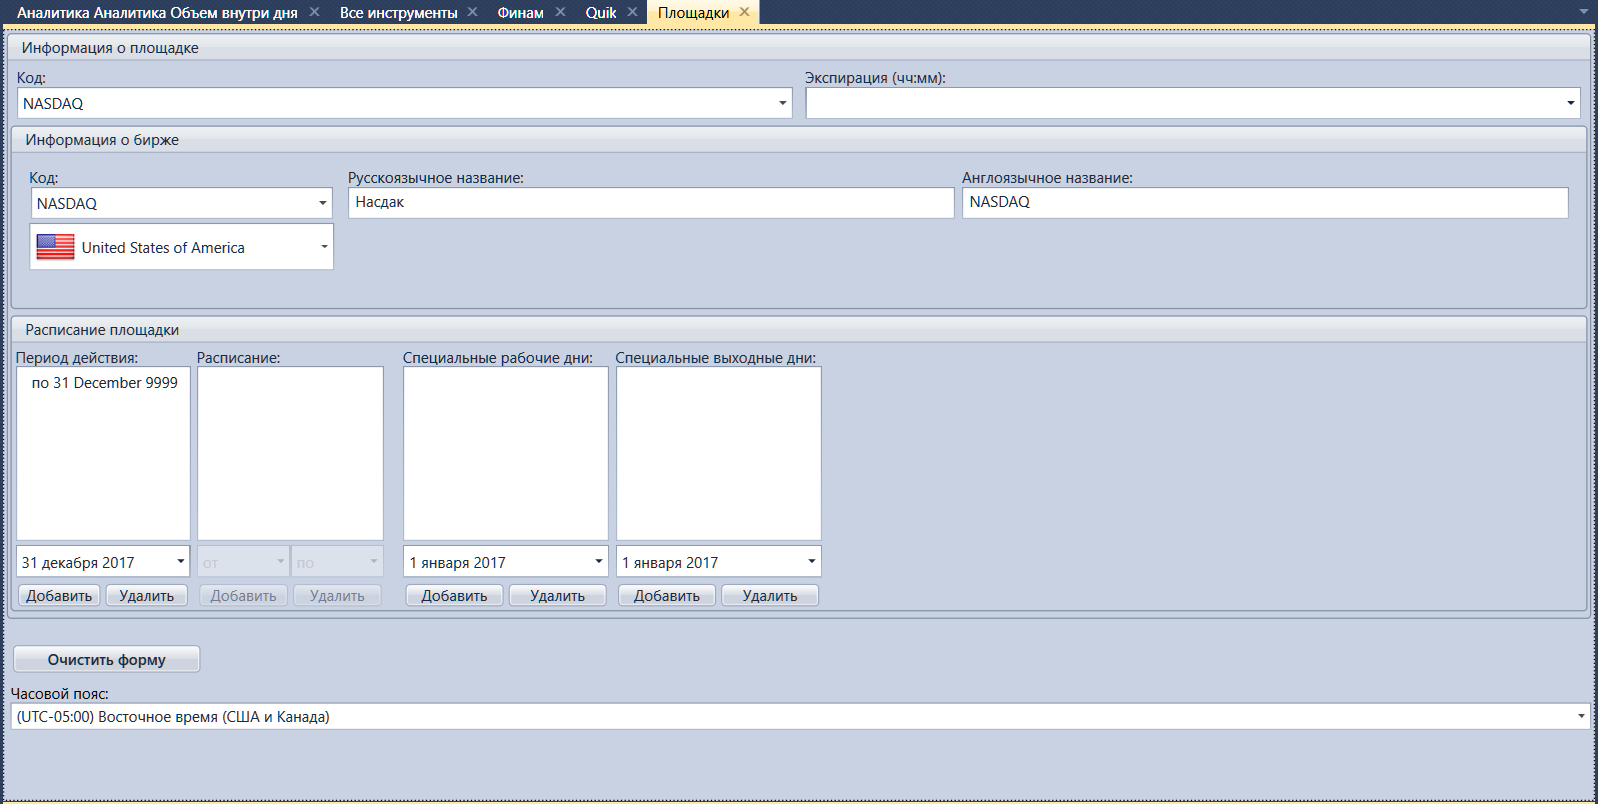 Аналитика Аналитика Объем внутри дня Все инструменты Финам Quik Площадки
Информация о площадке
Код: Экспирация (чч:мм):
NASDAQ
Информация о бирже
Код: Русскоязычное название: Англоязычное название:
NASDAQ Насдак NASDAQ
United States of America
Расписание площадки
Период действия: Расписание: Специальные рабочие дни: Специальные выходные дни:
по 31 December 9999
31 декабря 2017 от по 1 января 2017 1 января 2017
Добавить Удалить Добавить Удалить Добавить Удалить Добавить Удалить
Очистить форму
Часовой пояс:
(UTC-05:00) Восточное время (США и Канада)